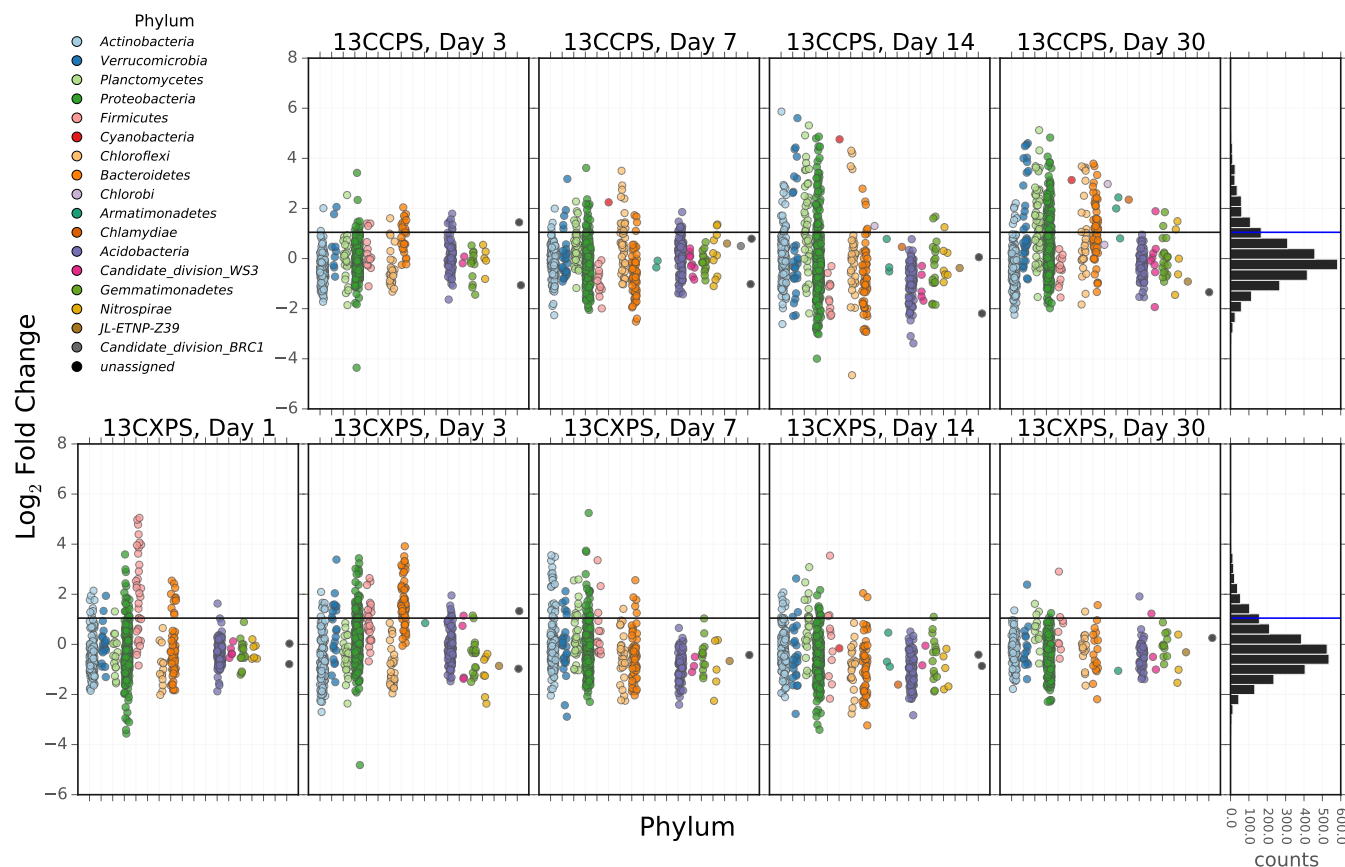 Phylum
Actinobacteria
Verrucomicrobia
Planctomycetes
Proteobacteria
Firmicutes
Cyanobacteria
Chloroflexi
Bacteroidetes
Chlorobi
Armatimonadetes
Chlamydiae
Acidobacteria
Candidate_division_WS3
Gemmatimonadetes
Nitrospirae
JL-ETNP-Z39
Candidate_division_BRC1
unassigned
13CCPS, Day 3 13CCPS, Day 7 13CCPS, Day 14 13CCPS, Day 30
8
6
4
2
0
−2
−4
−6
Log2 Fold Change
13CXPS, Day 1 13CXPS, Day 3 13CXPS, Day 7 13CXPS, Day 14 13CXPS, Day 30
8
6
4
2
0
−2
−4
−6
0.0 100.0 200.0 300.0 400.0 500.0 600.0
Phylum
counts